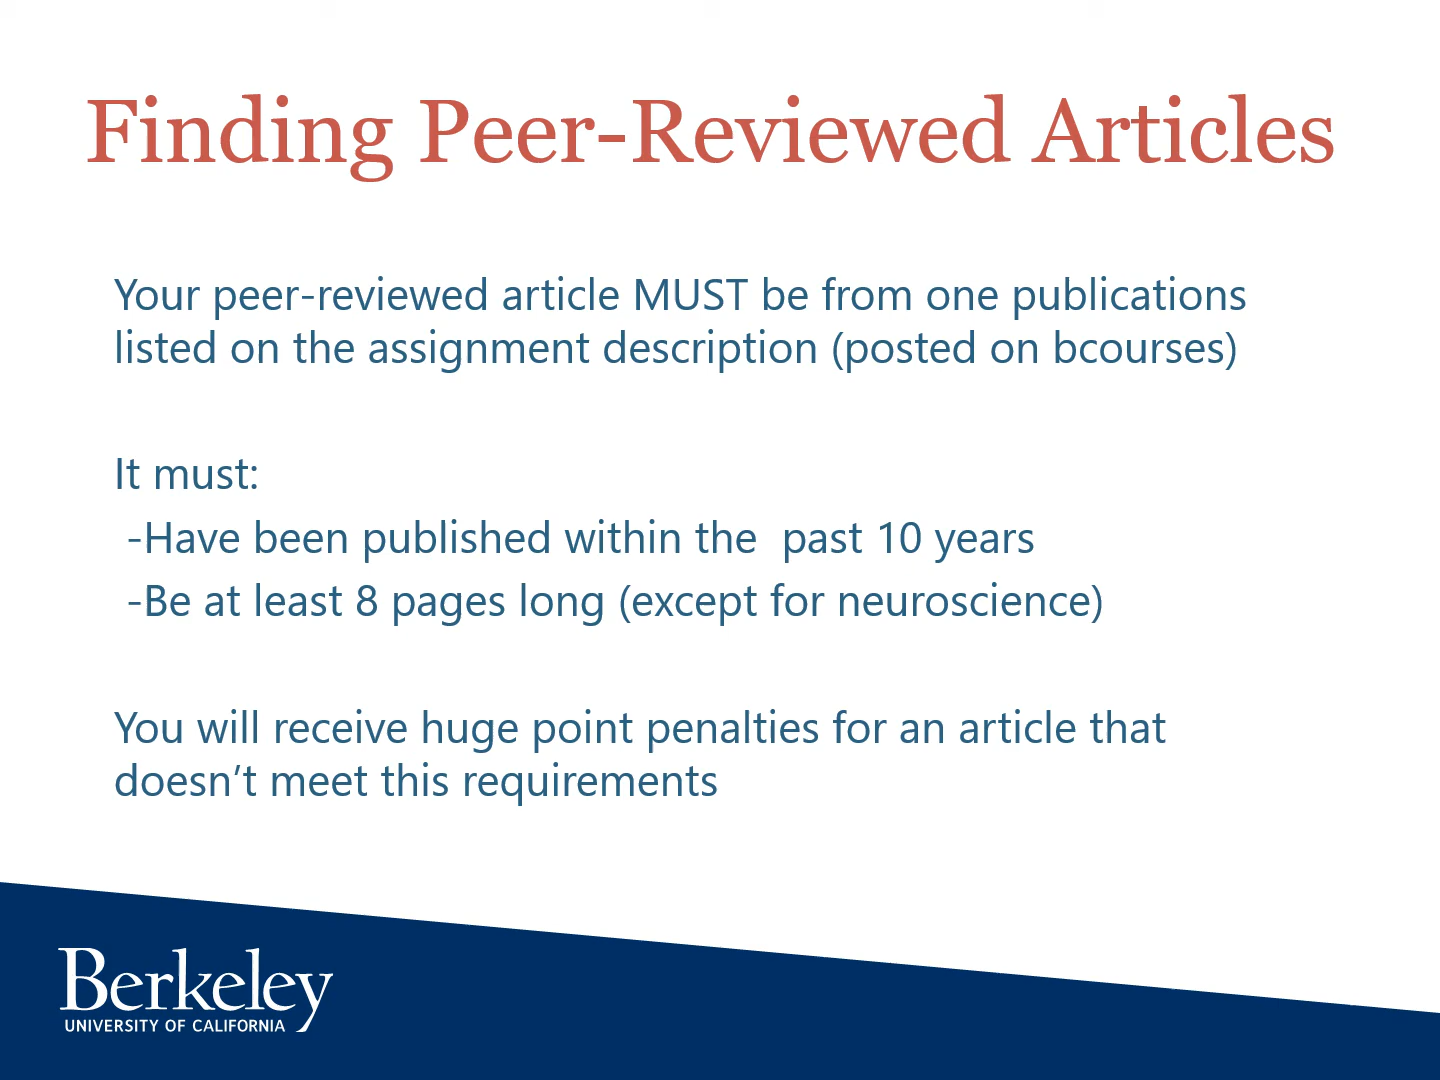 Finding Peer-Reviewed Articles
Your peer-reviewed article MUST be from one publications
listed on the assignment description (posted on bcourses)
It must:
-Have been published within the  past 10 years
-Be at least 8 pages long (except for neuroscience)
You will receive huge point penalties for an article that
doesn’t meet this requirements
Berkeley
UNIVERSITY OF CALIFORNIA